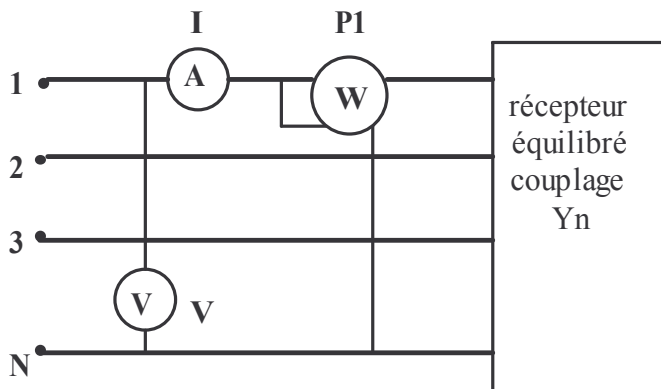 I
P1
1
A
W
2
3
V
V
N
récepteur
équilibré
couplage
Yn